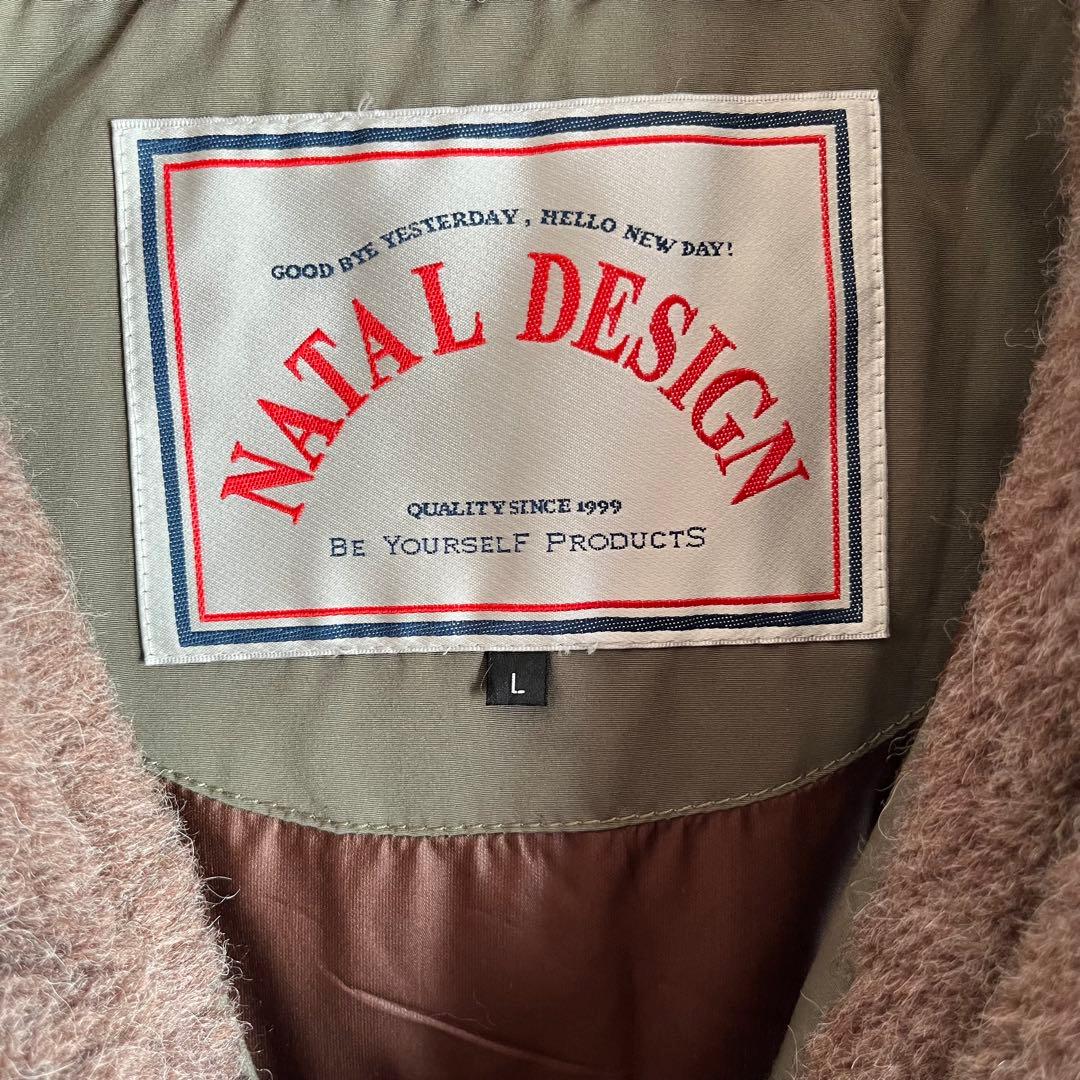 GOOD BYE YESTERDAY, HELLO NEW DAY!
NATAL DESIGN
QUALITY SINCE 1999
BE YOURSELF PRODUCTS
L